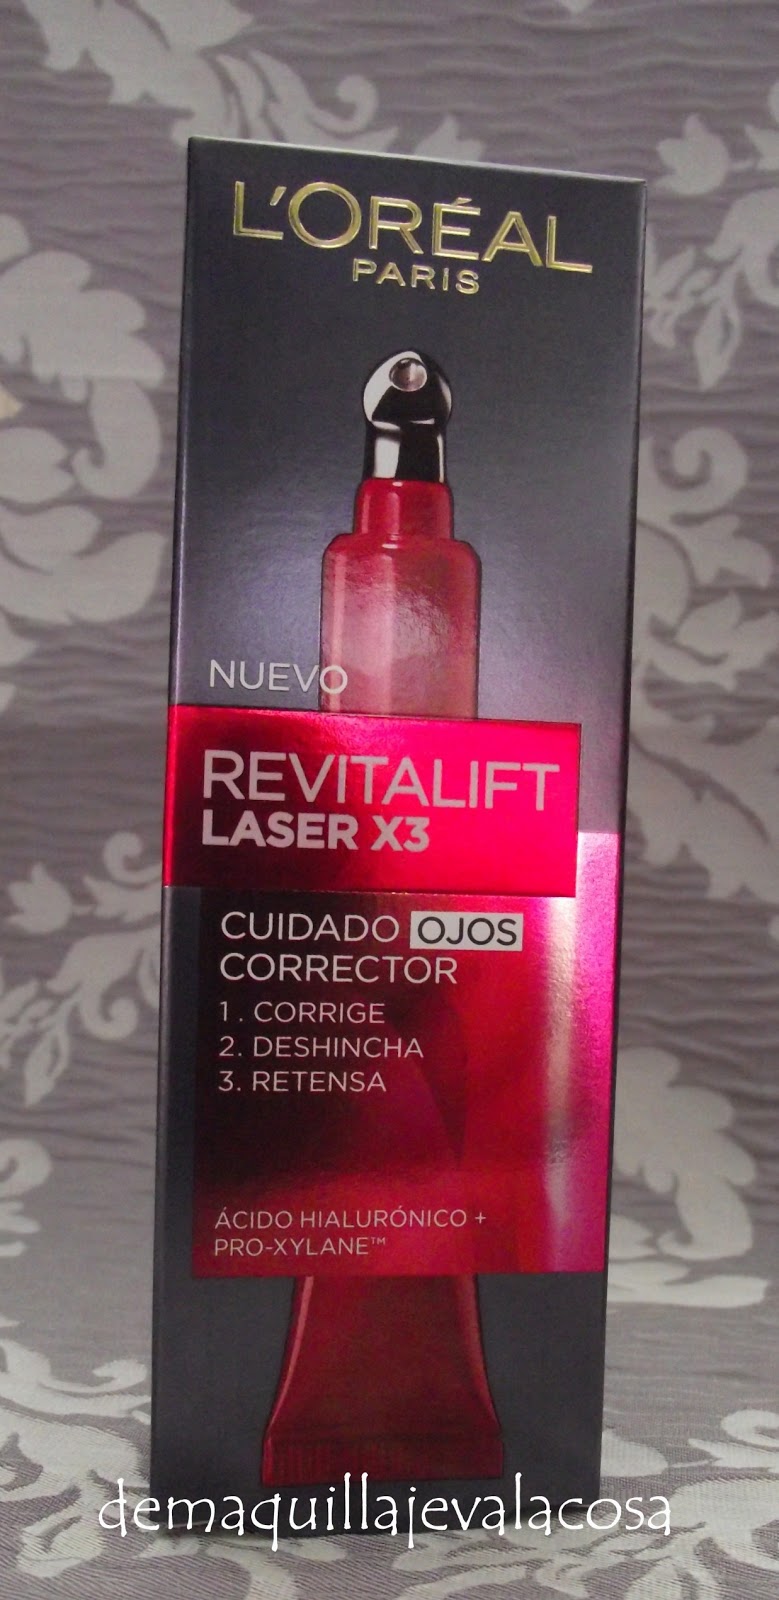 L'ORÉAL
PARIS
NUEVO
REVITALIFT
LASER X3
CUIDADO OJOS
CORRECTOR
1. CORRIGE
2. DESHINCHA
3. RETENSA
ÁCIDO HIALURÓNICO +
PRO-XYLANE™
demaquillajevalacosa